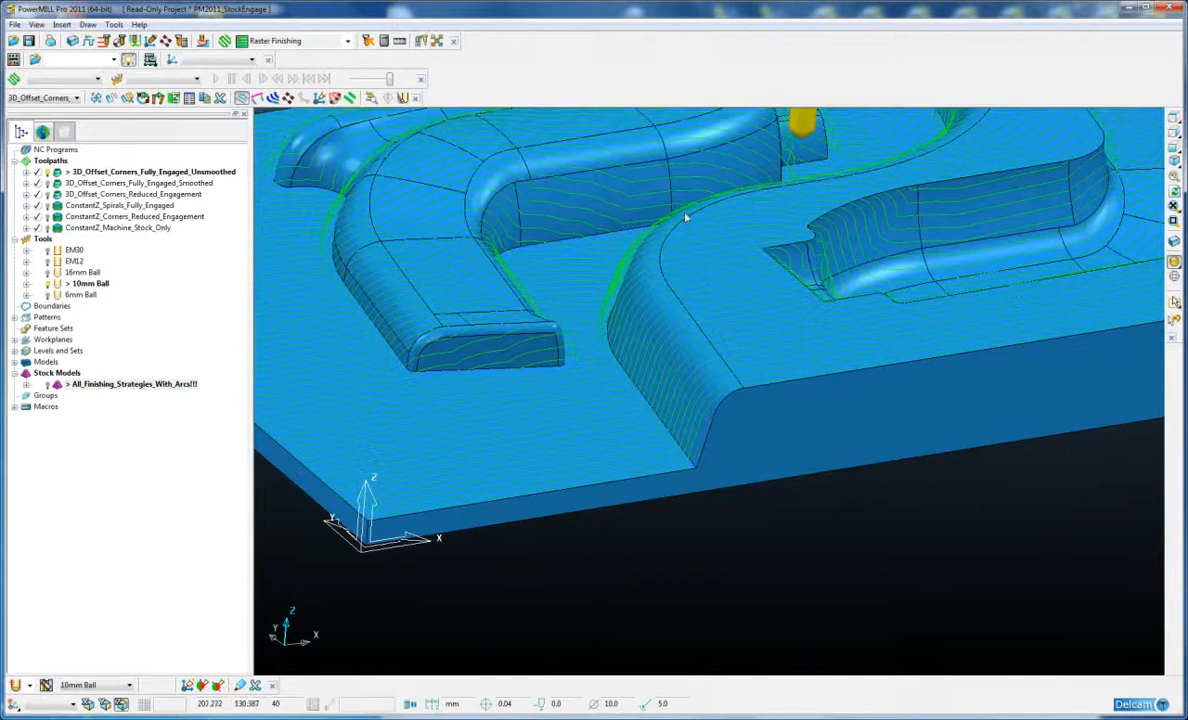 PowerMILL Pro 2011 (64-bit) [ Read-Only Project * PM2011_StockEngage ]
File View Insert Draw Tools Help
Raster Finishing
3D_Offset_Corners_
NC Programs
Toolpaths
> 3D_Offset_Corners_Fully_Engaged_Unsmoothed
3D_Offset_Corners_Fully_Engaged_Smoothed
3D_Offset_Corners_Reduced_Engagement
ConstantZ_Spirals_Fully_Engaged
ConstantZ_Corners_Reduced_Engagement
ConstantZ_Machine_Stock_Only
Tools
EM30
EM12
16mm Ball
> 10mm Ball
6mm Ball
Boundaries
Patterns
Feature Sets
Workplanes
Levels and Sets
Models
Stock Models
> All_Finishing_Strategies_With_Arcs!!!
Groups
Macros
Z
Y
X
Z
Y
X
10mm Ball
207.272 130.387 40 mm 0.04 0.0 10.0 5.0
Delcam